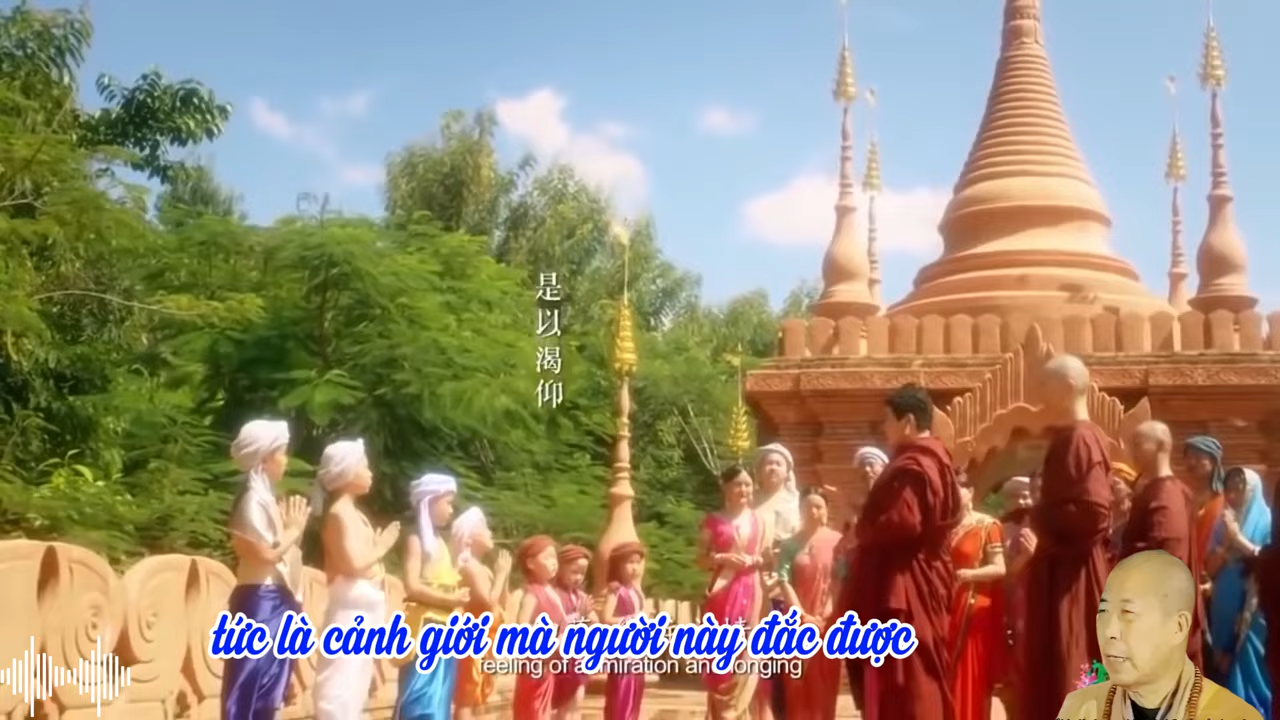 是以渴仰
tức là cảnh giới mà người này đắc được
feeling of admiration and longing